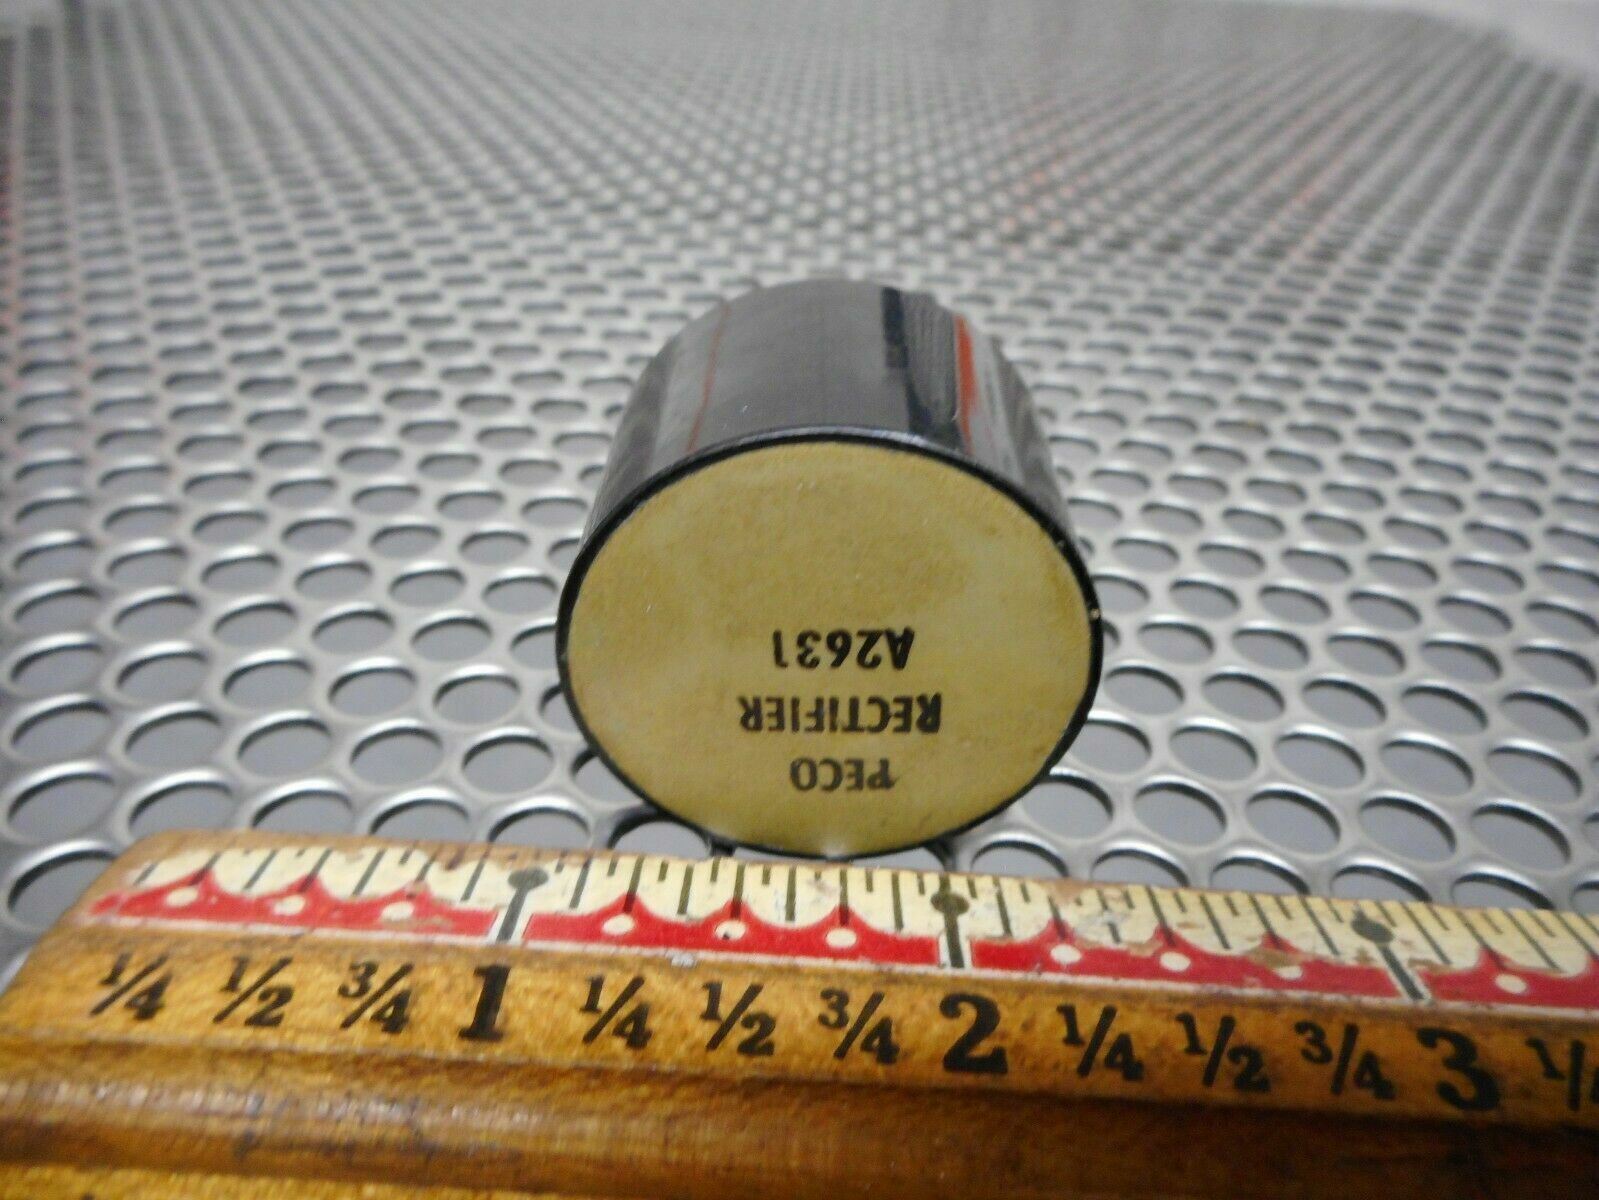 PECO
RECTIFIER
A2631
1/4 1/2 3/4 1 1/4 1/2 3/4 2 1/4 1/2 3/4 3